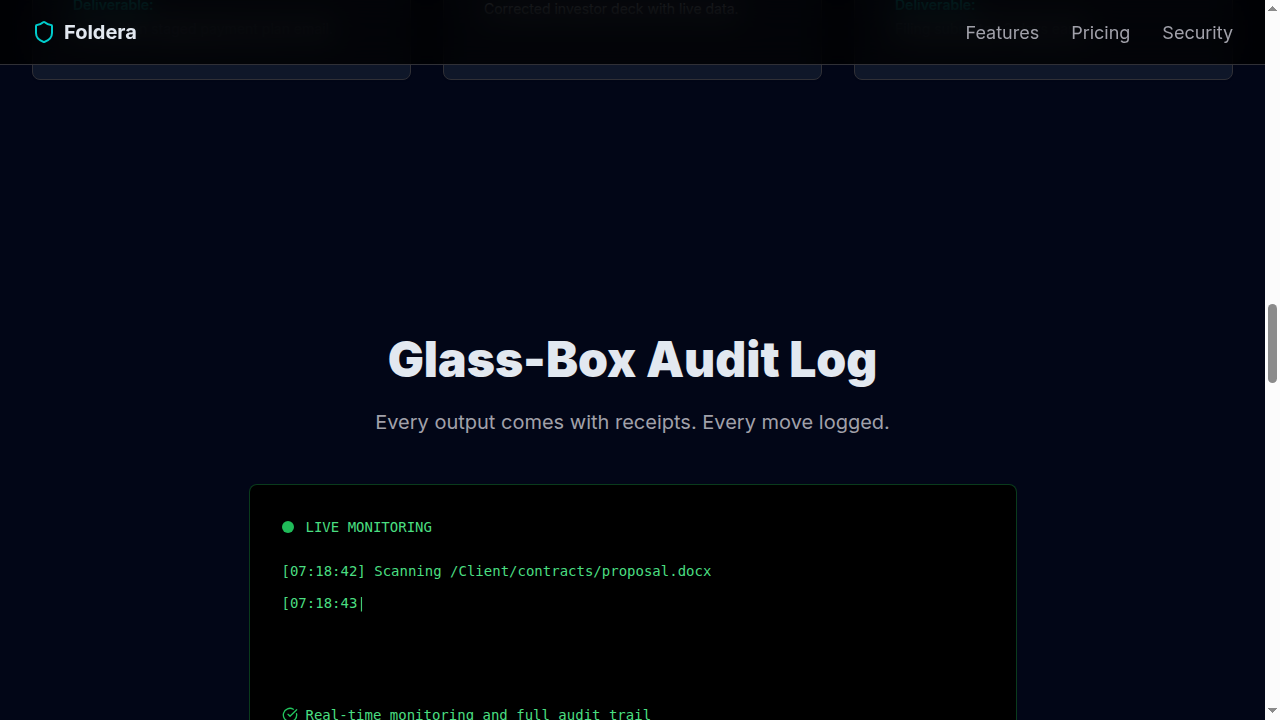 Deliverable:
Corrected investor deck with live data
Deliverable:
Foldera
Features
Pricing
Security
Glass-Box Audit Log
Every output comes with receipts. Every move logged.
LIVE MONITORING
[07:18:42] Scanning /Client/contracts/proposal.docx
[07:18:43|
Real-time monitoring and full audit trail